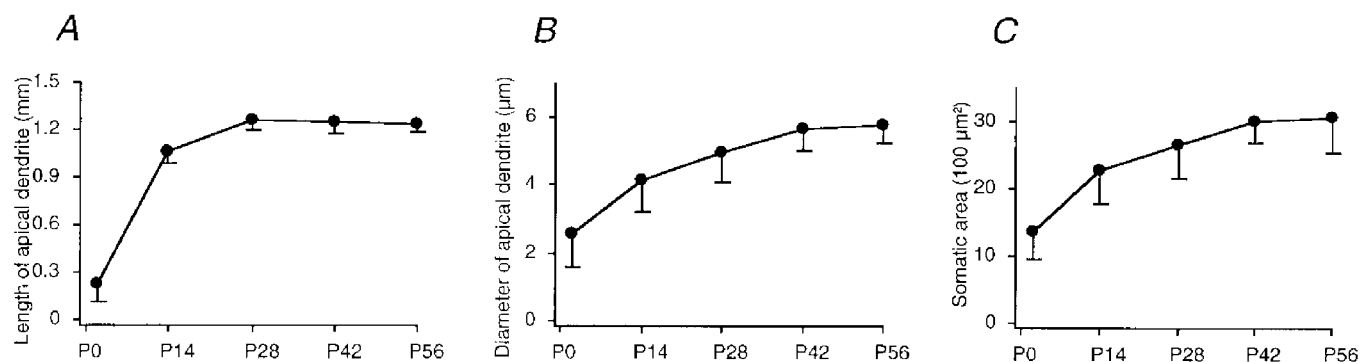 A
B
C
Length of apical dendrite (mm)
1.5
1.2
0.9
0.6
0.3
0
P0 P14 P28 P42 P56
Diameter of apical dendrite (µm)
6
4
2
0
P0 P14 P28 P42 P56
Somatic area (100 µm²)
30
20
10
0
P0 P14 P28 P42 P56